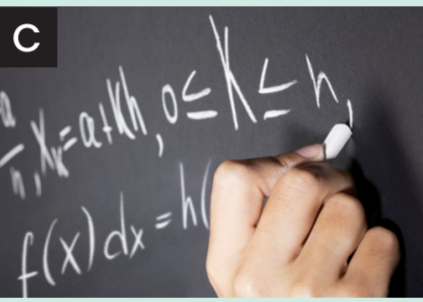 C
a/n, Xₖ=a+Kh, 0≤K≤n,
f(x)dx=h(